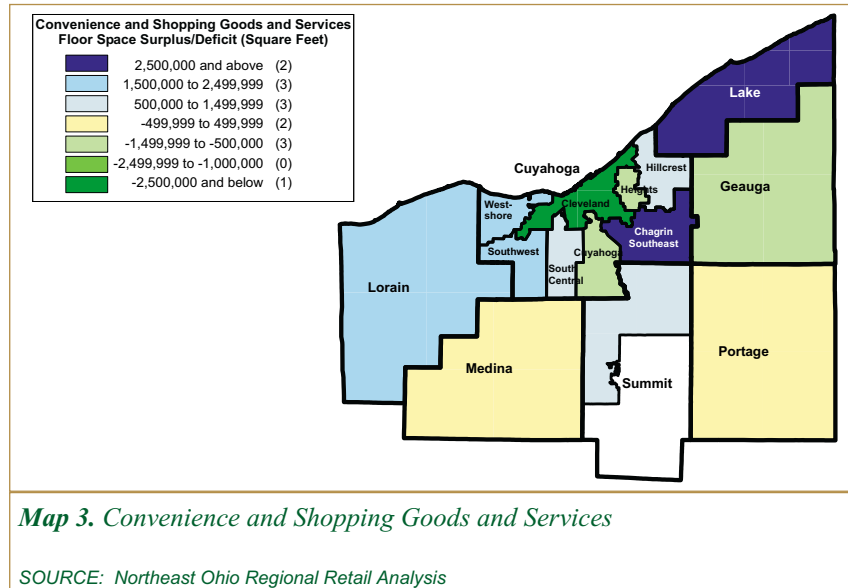 Convenience and Shopping Goods and Services
Floor Space Surplus/Deficit (Square Feet)
2,500,000 and above (2)
1,500,000 to 2,499,999 (3)
500,000 to 1,499,999 (3)
-499,999 to 499,999 (2)
-1,499,999 to -500,000 (3)
-2,499,999 to -1,000,000 (0)
-2,500,000 and below (1)
Lake
Cuyahoga
Hillcrest
Heights
Geauga
West-
shore
Cleveland
Chagrin
Southeast
Southwest
Cuyahoga
South
Central
Lorain
Portage
Medina
Summit
Map 3. Convenience and Shopping Goods and Services
SOURCE: Northeast Ohio Regional Retail Analysis